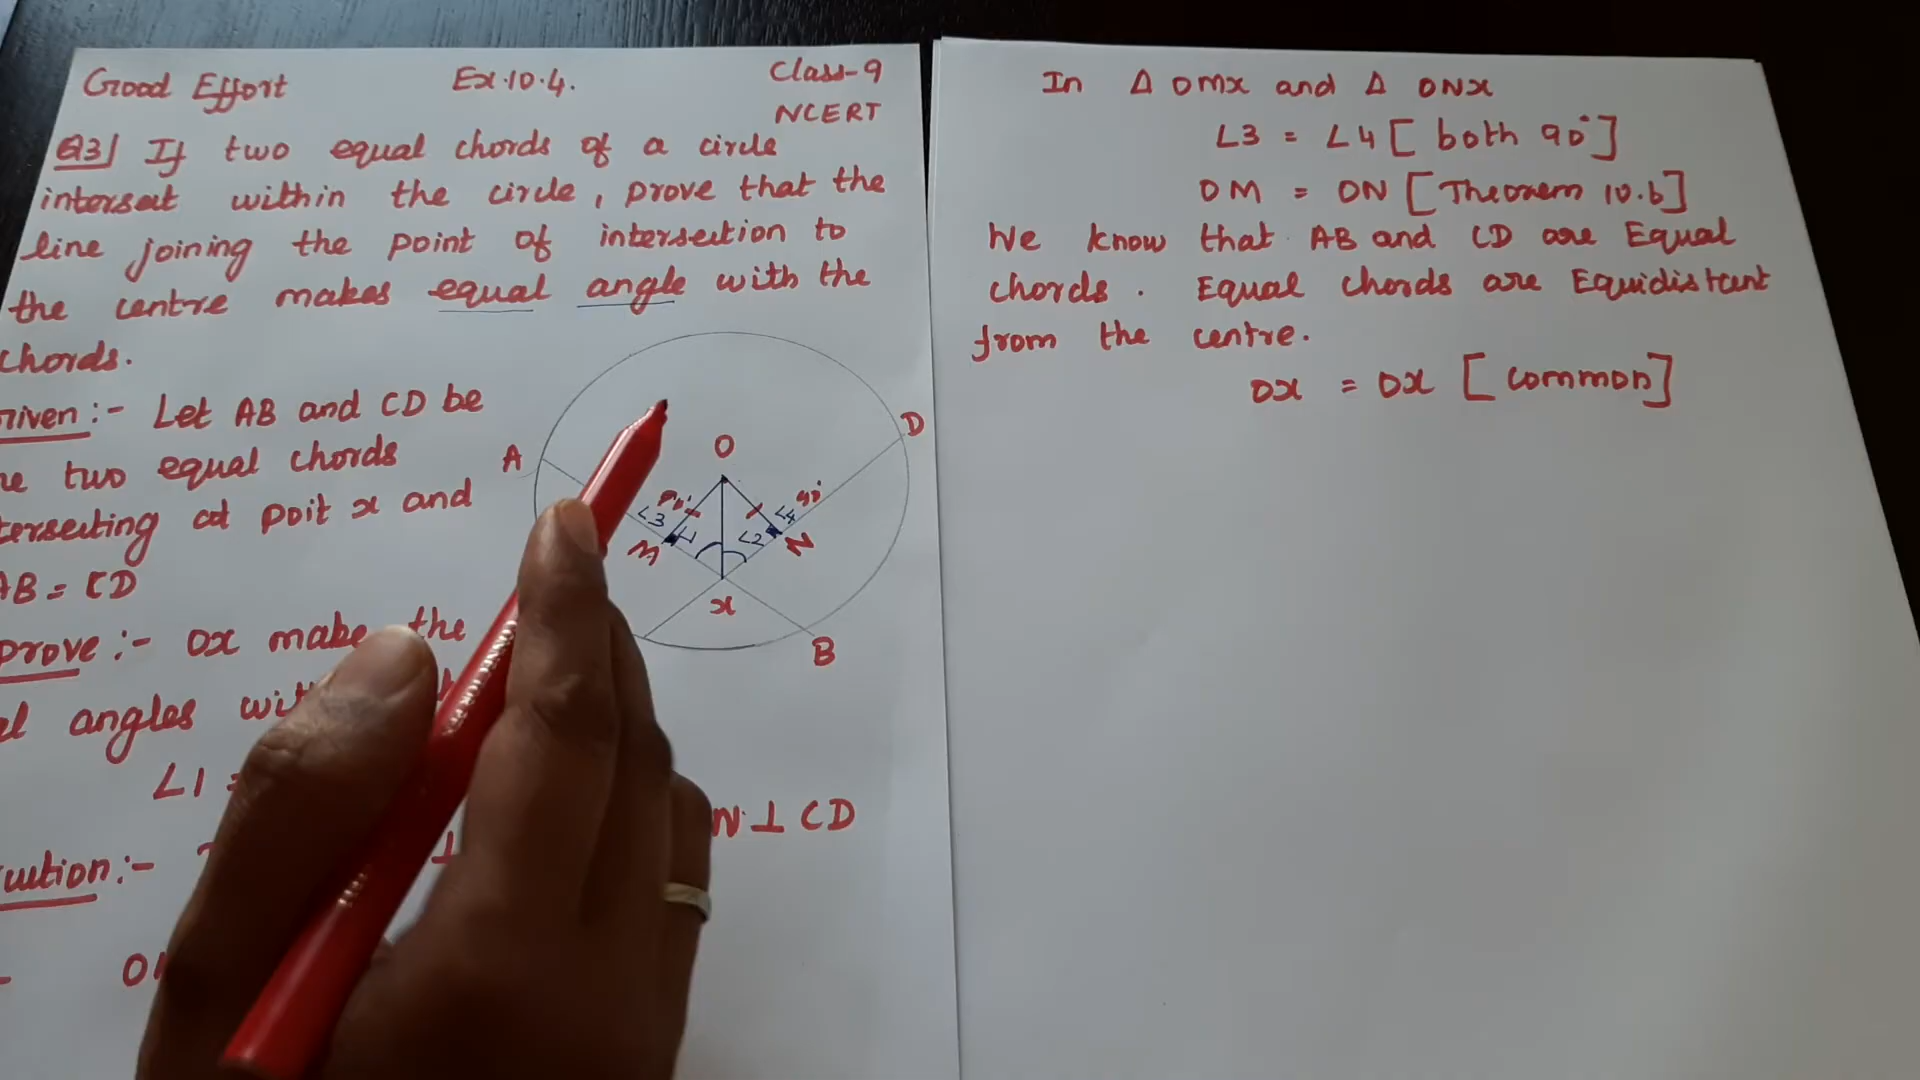 Good Effort Ex.10.4. Class-9
NCERT
Q3] If two equal chords of a circle
intersect within the circle, prove that the
line joining the point of intersection to
the centre makes equal angle with the
chords.
:- Let AB and CD be
two equal chords
at poit x and
AB = CD
prove :- ox make the
angles
∠1 =
:-
N ⊥ CD
A
O
D
90°
90°
∠3
∠1
∠2
∠4
M
N
x
B
In Δ OMX and Δ ONX
∠3 = ∠4 [both 90°]
OM = ON [Theorem 10.6]
We know that AB and CD are Equal
chords. Equal chords are Equidistant
from the centre.
ox = ox [common]